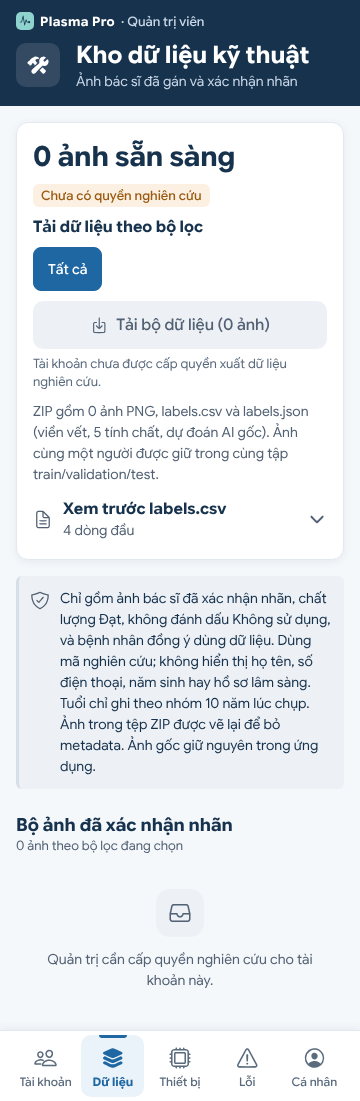 Plasma Pro · Quản trị viên
Kho dữ liệu kỹ thuật
Ảnh bác sĩ đã gán và xác nhận nhãn
0 ảnh sẵn sàng
Chưa có quyền nghiên cứu
Tải dữ liệu theo bộ lọc
Tất cả
Tải bộ dữ liệu (0 ảnh)
Tài khoản chưa được cấp quyền xuất dữ liệu
nghiên cứu.
ZIP gồm 0 ảnh PNG, labels.csv và labels.json
(viền vết, 5 tính chất, dự đoán AI gốc). Ảnh
cùng một người được giữ trong cùng tập
train/validation/test.
Xem trước labels.csv
4 dòng đầu
Chỉ gồm ảnh bác sĩ đã xác nhận nhãn, chất
lượng Đạt, không đánh dấu Không sử dụng,
và bệnh nhân đồng ý dùng dữ liệu. Dùng
mã nghiên cứu; không hiển thị họ tên, số
điện thoại, năm sinh hay hồ sơ lâm sàng.
Tuổi chỉ ghi theo nhóm 10 năm lúc chụp.
Ảnh trong tệp ZIP được vẽ lại để bỏ
metadata. Ảnh gốc giữ nguyên trong ứng
dụng.
Bộ ảnh đã xác nhận nhãn
0 ảnh theo bộ lọc đang chọn
Quản trị cần cấp quyền nghiên cứu cho tài
khoản này.
Tài khoản
Dữ liệu
Thiết bị
Lỗi
Cá nhân